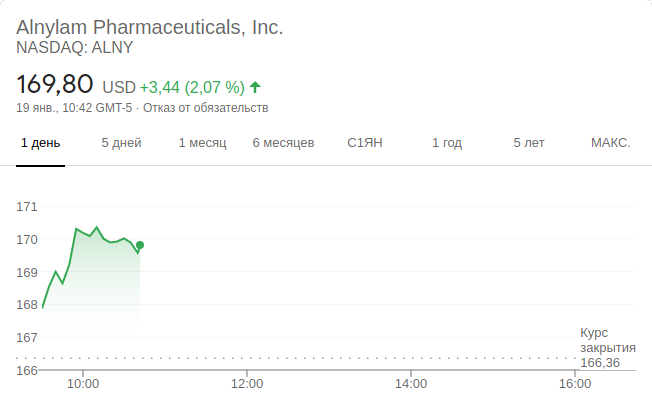 Alnylam Pharmaceuticals, Inc.
NASDAQ: ALNY
169,80 USD +3,44 (2,07 %)
19 янв., 10:42 GMT-5 · Отказ от обязательств
1 день 5 дней 1 месяц 6 месяцев С1ЯН 1 год 5 лет МАКС.
171
170
169
168
167
166
Курс
закрытия
166,36
10:00 12:00 14:00 16:00